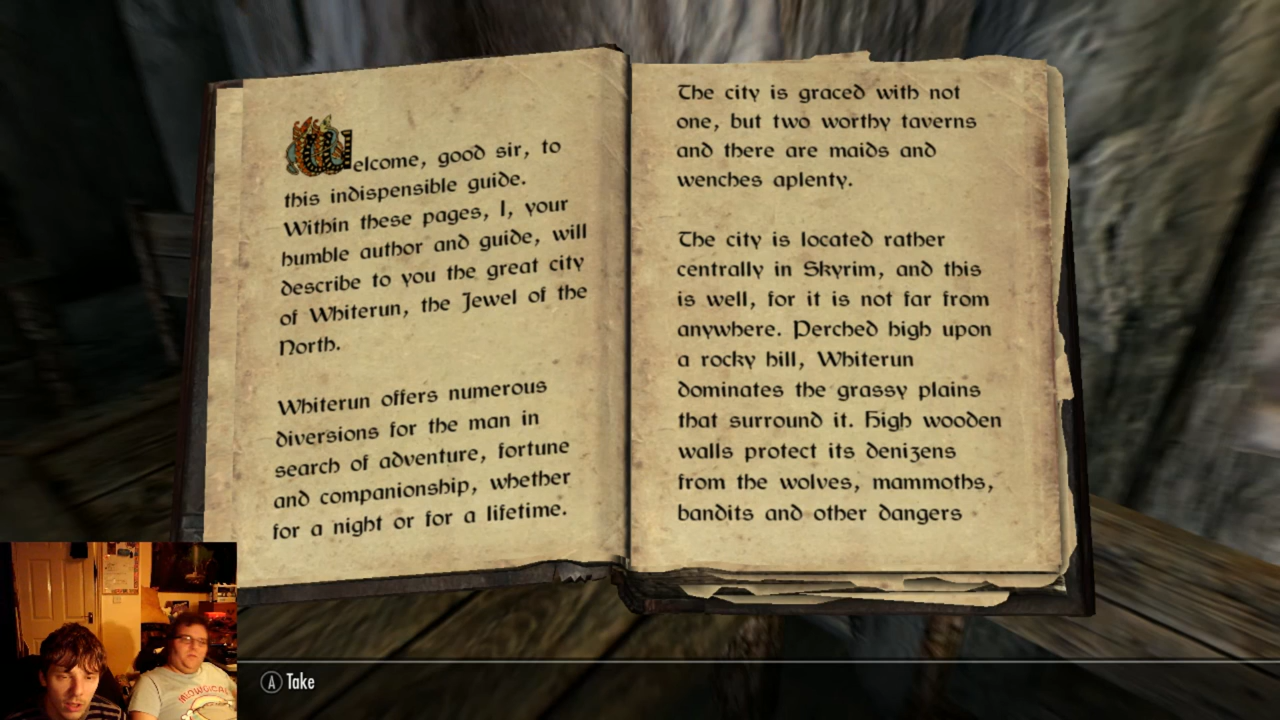 Welcome, good sir, to
this indispensible guide.
Within these pages, I, your
humble author and guide, will
describe to you the great city
of Whiterun, the Jewel of the
North.
Whiterun offers numerous
diversions for the man in
search of adventure, fortune
and companionship, whether
for a night or for a lifetime.
The city is graced with not
one, but two worthy taverns
and there are maids and
wenches aplenty.
The city is located rather
centrally in Skyrim, and this
is well, for it is not far from
anywhere. Perched high upon
a rocky hill, Whiterun
dominates the grassy plains
that surround it. High wooden
walls protect its denizens
from the wolves, mammoths,
bandits and other dangers
A Take